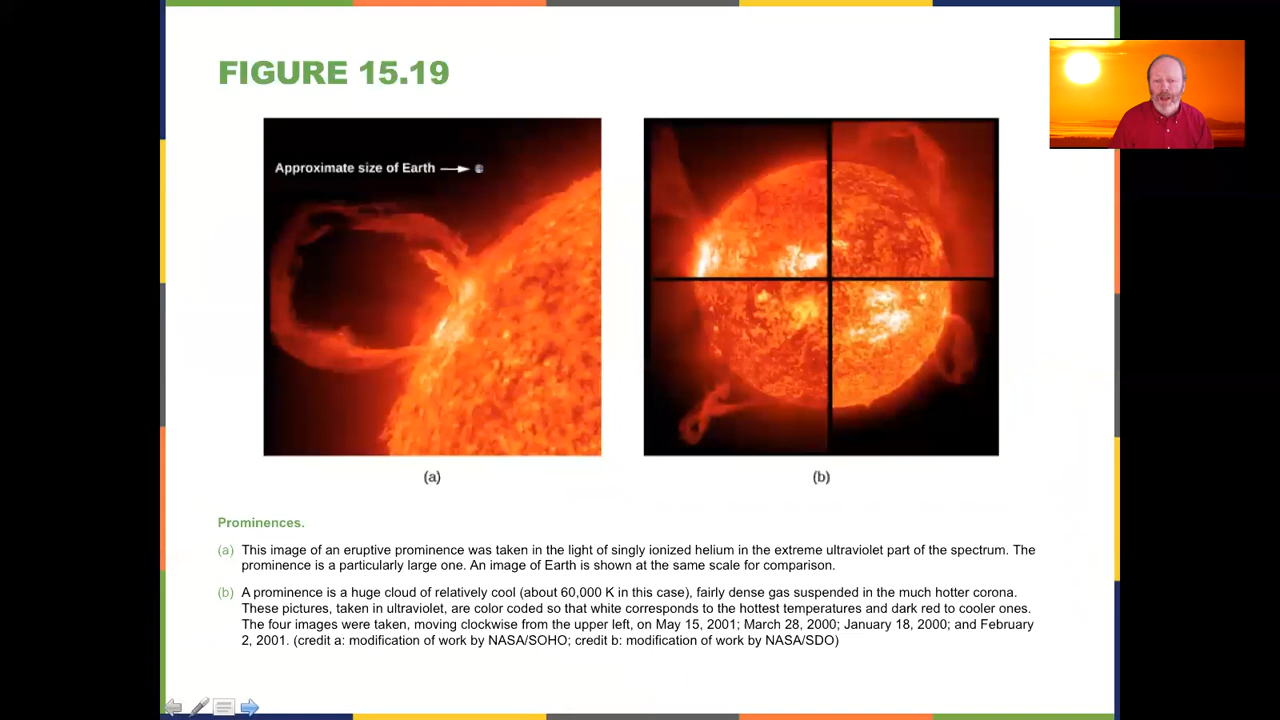 FIGURE 15.19
Approximate size of Earth
(a)
(b)
Prominences.
(a) This image of an eruptive prominence was taken in the light of singly ionized helium in the extreme ultraviolet part of the spectrum. The
prominence is a particularly large one. An image of Earth is shown at the same scale for comparison.
(b) A prominence is a huge cloud of relatively cool (about 60,000 K in this case), fairly dense gas suspended in the much hotter corona.
These pictures, taken in ultraviolet, are color coded so that white corresponds to the hottest temperatures and dark red to cooler ones.
The four images were taken, moving clockwise from the upper left, on May 15, 2001; March 28, 2000; January 18, 2000; and February
2, 2001. (credit a: modification of work by NASA/SOHO; credit b: modification of work by NASA/SDO)